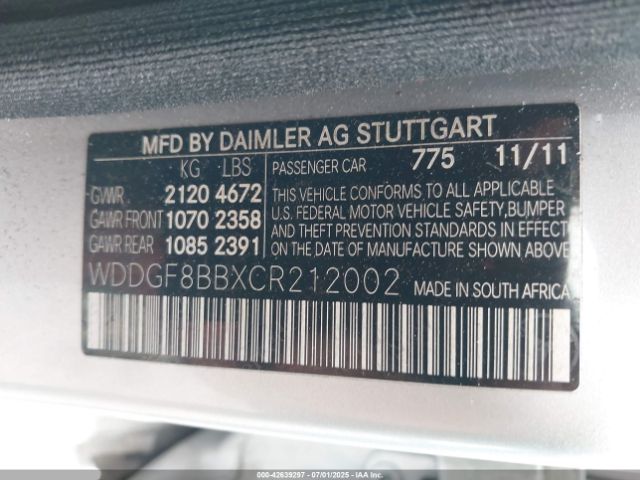 MFD BY DAIMLER AG STUTTGART
KG LBS PASSENGER CAR 775 11/11
GVWR 2120 4672 THIS VEHICLE CONFORMS TO ALL APPLICABLE
GAWR FRONT 1070 2358 U.S. FEDERAL MOTOR VEHICLE SAFETY,BUMPER
AND THEFT PREVENTION STANDARDS IN EFFECT
GAWR REAR 1085 2391 ON THE DATE OF MANUFACTURE SHOWN ABOVE.
WDDGF8BBXCR212002 MADE IN SOUTH AFRICA
000-42639297 - 07/01/2025 - IAAI.COM